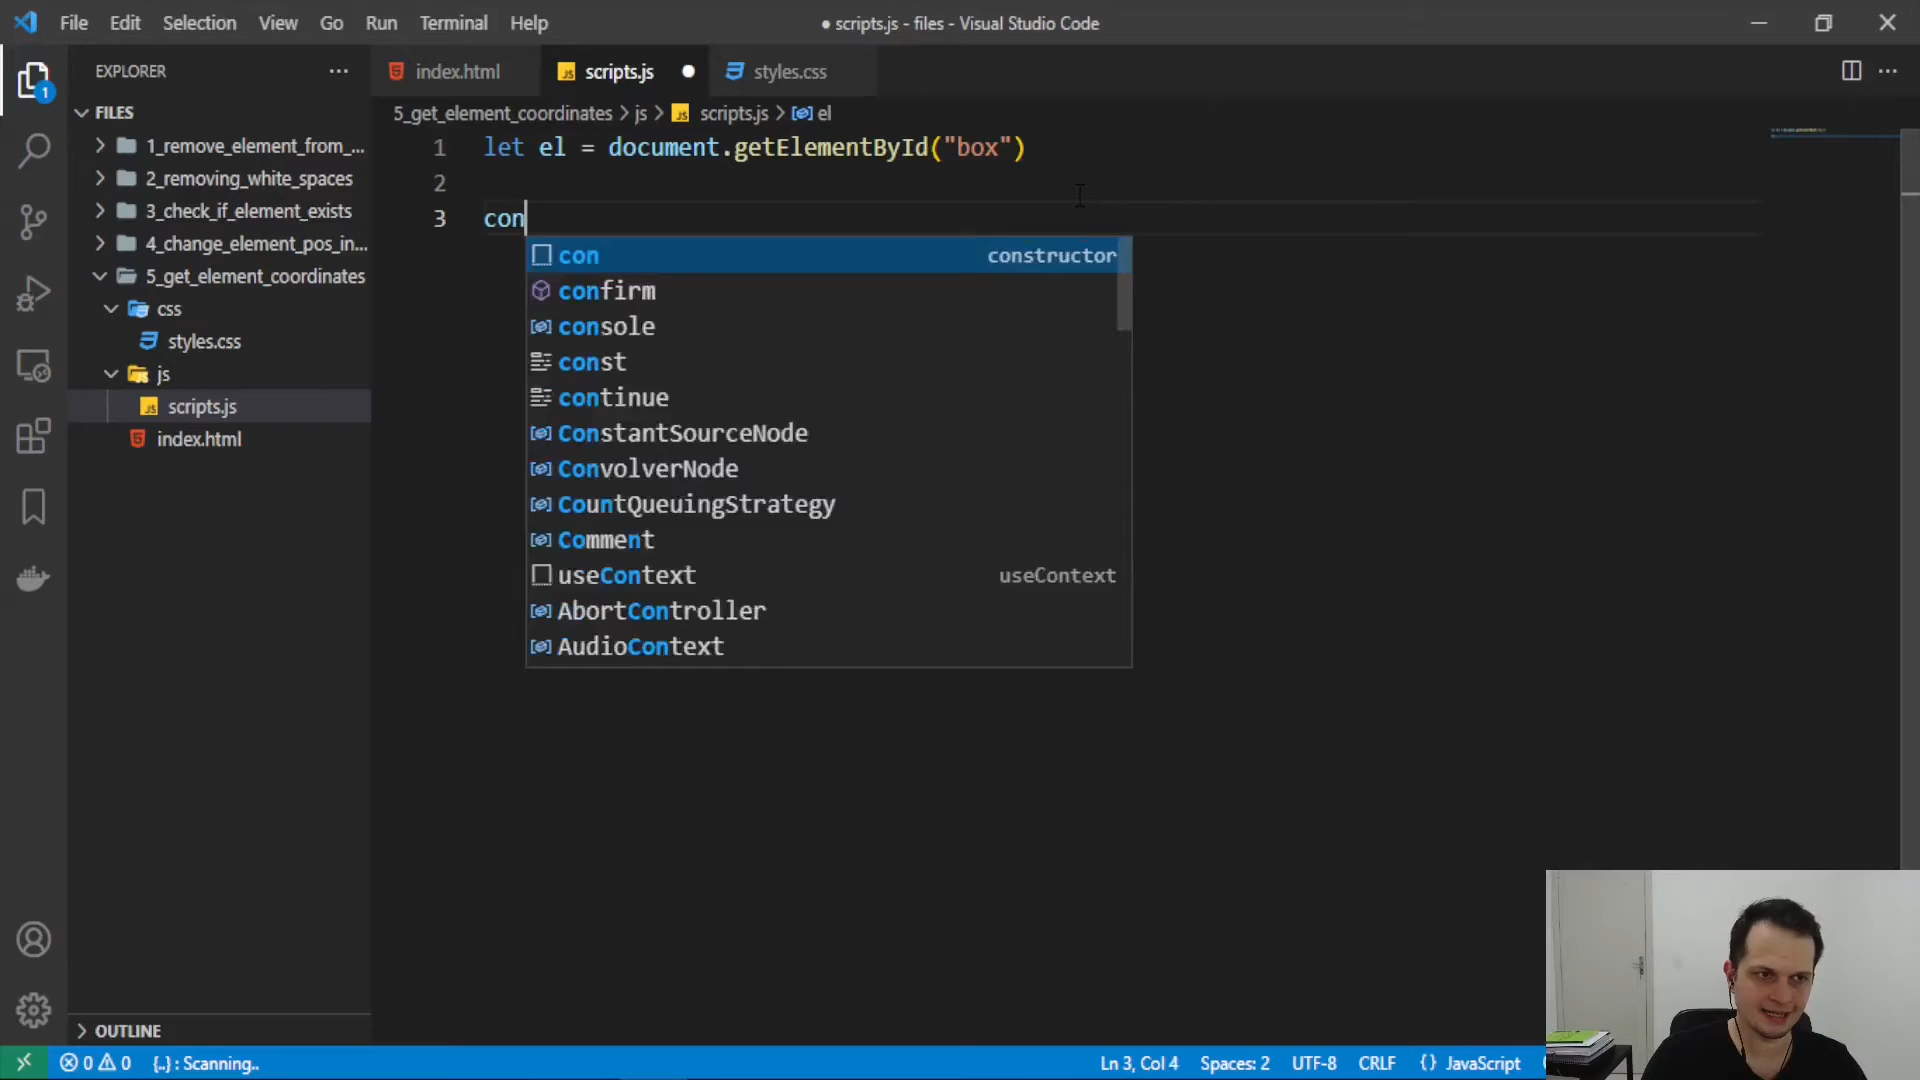 File Edit Selection View Go Run Terminal Help
● scripts.js - files - Visual Studio Code
EXPLORER
1
FILES
1_remove_element_from_...
2_removing_white_spaces
3_check_if_element_exists
4_change_element_pos_in...
5_get_element_coordinates
css
styles.css
js
JS scripts.js
index.html
OUTLINE
index.html JS scripts.js ● styles.css
5_get_element_coordinates > js > JS scripts.js > el
1 let el = document.getElementById("box")
2
3 con
con constructor
confirm
console
const
continue
ConstantSourceNode
ConvolverNode
CountQueuingStrategy
Comment
useContext useContext
AbortController
AudioContext
0 0 {..} : Scanning.. Ln 3, Col 4 Spaces: 2 UTF-8 CRLF {} JavaScript